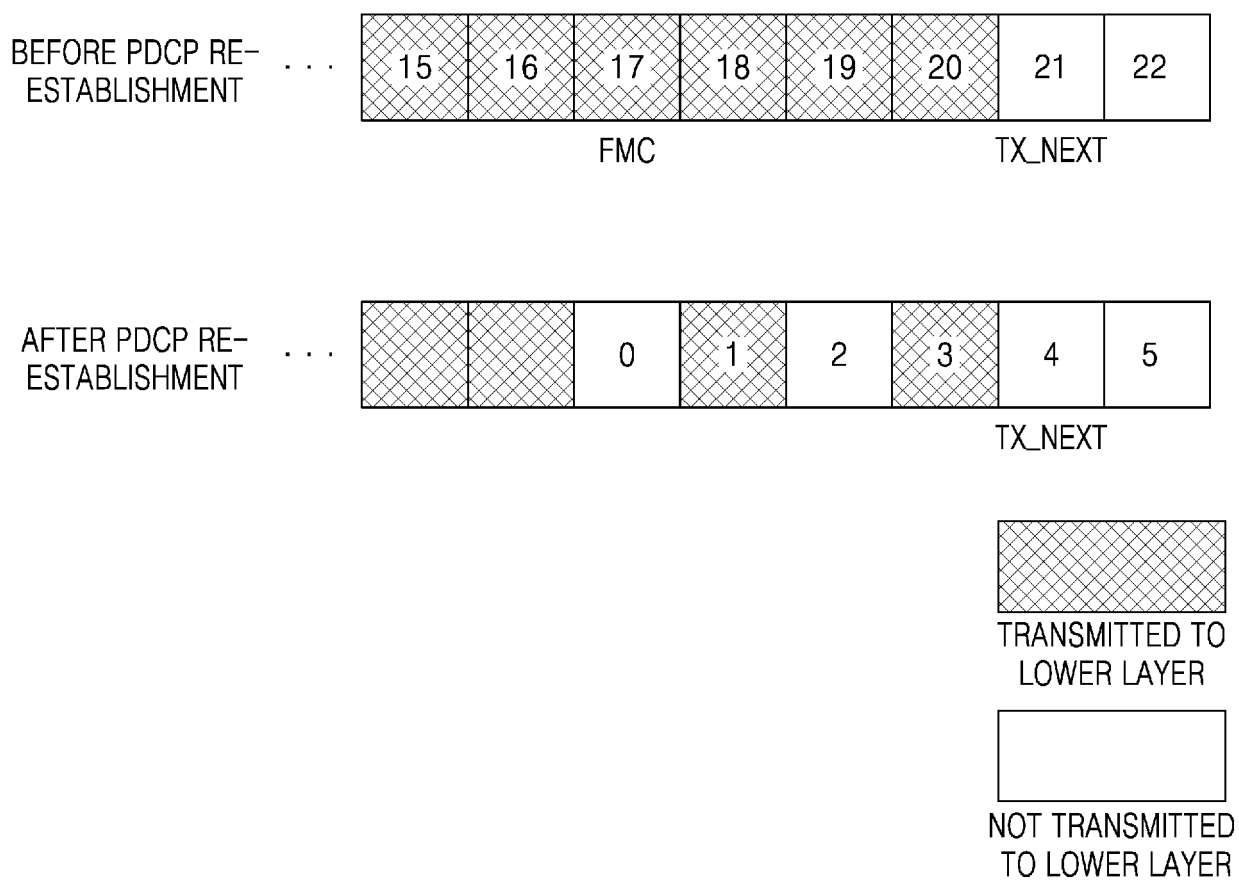 BEFORE PDCP RE-
ESTABLISHMENT
. . .
15 16 17 18 19 20 21 22
FMC TX_NEXT
AFTER PDCP RE-
ESTABLISHMENT
. . .
0 1 2 3 4 5
TX_NEXT
TRANSMITTED TO
LOWER LAYER
NOT TRANSMITTED
TO LOWER LAYER